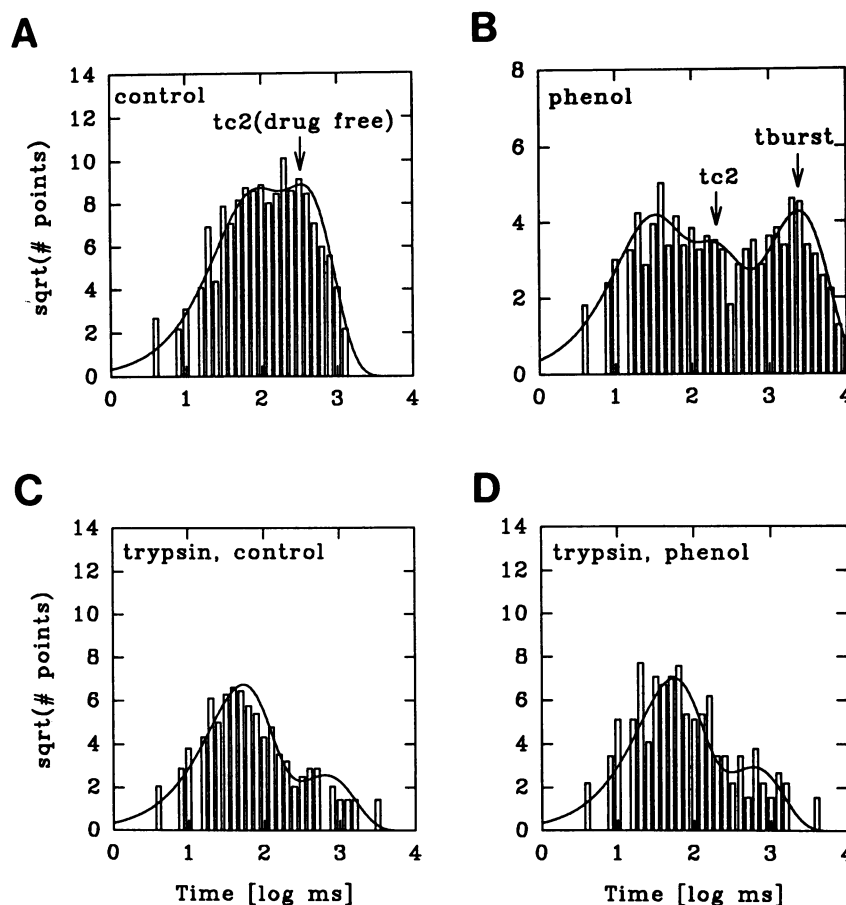 A
B
14
12
10
8
6
4
2
0
sqrt(# points)
control
tc2(drug free)
0 1 2 3 4
8
6
4
2
0
phenol
tc2
tburst
0 1 2 3 4
C
D
14
12
10
8
6
4
2
0
sqrt(# points)
trypsin, control
0 1 2 3 4
Time [log ms]
14
12
10
8
6
4
2
0
trypsin, phenol
0 1 2 3 4
Time [log ms]